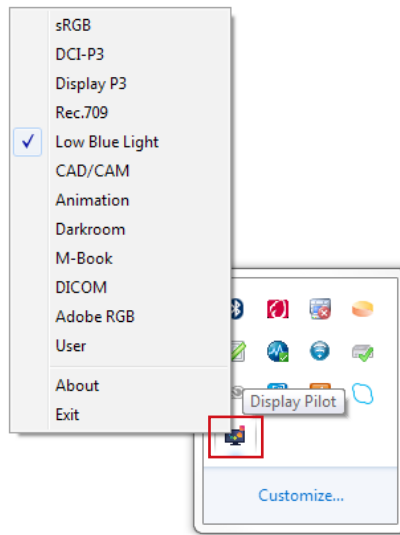 sRGB
DCI-P3
Display P3
Rec.709
Low Blue Light
CAD/CAM
Animation
Darkroom
M-Book
DICOM
Adobe RGB
User
About
Exit
Display Pilot
Customize...